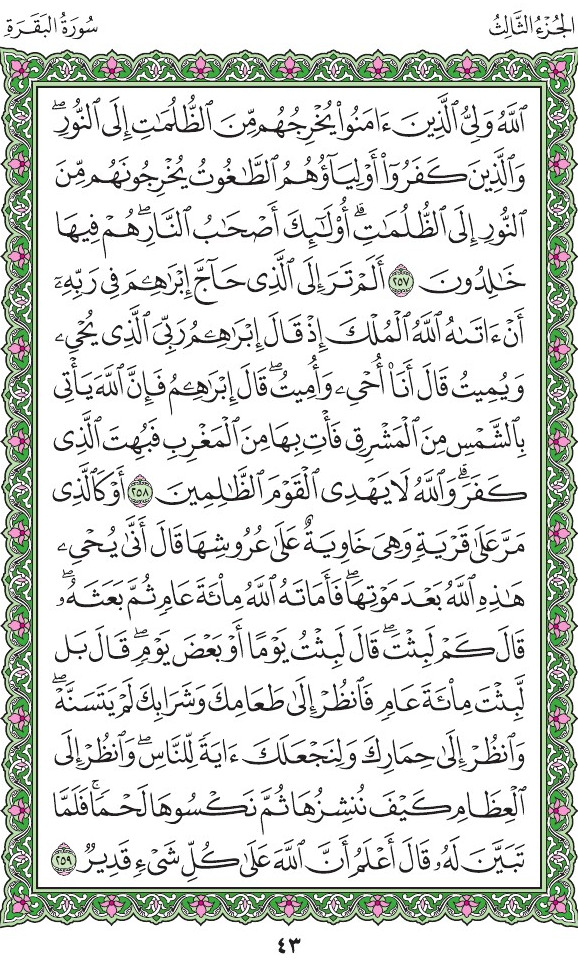 الجُزْءُ الثَّالِثُ
سُورَةُ البَقَرَةِ
ٱللَّهُ وَلِيُّ ٱلَّذِينَ ءَامَنُوا۟ يُخْرِجُهُم مِّنَ ٱلظُّلُمَٰتِ إِلَى ٱلنُّورِۖ
وَٱلَّذِينَ كَفَرُوٓا۟ أَوْلِيَآؤُهُمُ ٱلطَّٰغُوتُ يُخْرِجُونَهُم مِّنَ
ٱلنُّورِ إِلَى ٱلظُّلُمَٰتِۗ أُو۟لَٰٓئِكَ أَصْحَٰبُ ٱلنَّارِۖ هُمْ فِيهَا
خَٰلِدُونَ ٢٥٧ أَلَمْ تَرَ إِلَى ٱلَّذِى حَآجَّ إِبْرَٰهِۦمَ فِى رَبِّهِۦٓ
أَنْ ءَاتَىٰهُ ٱللَّهُ ٱلْمُلْكَ إِذْ قَالَ إِبْرَٰهِۦمُ رَبِّىَ ٱلَّذِى يُحْىِۦ
وَيُمِيتُ قَالَ أَنَا۠ أُحْىِۦ وَأُمِيتُۖ قَالَ إِبْرَٰهِۦمُ فَإِنَّ ٱللَّهَ يَأْتِى
بِٱلشَّمْسِ مِنَ ٱلْمَشْرِقِ فَأْتِ بِهَا مِنَ ٱلْمَغْرِبِ فَبُهِتَ ٱلَّذِى
كَفَرَۗ وَٱللَّهُ لَا يَهْدِى ٱلْقَوْمَ ٱلظَّٰلِمِينَ ٢٥٨ أَوْ كَٱلَّذِى
مَرَّ عَلَىٰ قَرْيَةٍ وَهِىَ خَاوِيَةٌ عَلَىٰ عُرُوشِهَا قَالَ أَنَّىٰ يُحْىِۦ
هَٰذِهِ ٱللَّهُ بَعْدَ مَوْتِهَاۖ فَأَمَاتَهُ ٱللَّهُ مِا۟ئَةَ عَامٍ ثُمَّ بَعَثَهُۥۖ
قَالَ كَمْ لَبِثْتَۖ قَالَ لَبِثْتُ يَوْمًا أَوْ بَعْضَ يَوْمٍۖ قَالَ بَل
لَّبِثْتَ مِا۟ئَةَ عَامٍ فَٱنظُرْ إِلَىٰ طَعَامِكَ وَشَرَابِكَ لَمْ يَتَسَنَّهْۖ
وَٱنظُرْ إِلَىٰ حِمَارِكَ وَلِنَجْعَلَكَ ءَايَةً لِّلنَّاسِۖ وَٱنظُرْ إِلَى
ٱلْعِظَامِ كَيْفَ نُنشِزُهَا ثُمَّ نَكْسُوهَا لَحْمًاۚ فَلَمَّا
تَبَيَّنَ لَهُۥ قَالَ أَعْلَمُ أَنَّ ٱللَّهَ عَلَىٰ كُلِّ شَىْءٍ قَدِيرٌ ٢٥٩
٤٣